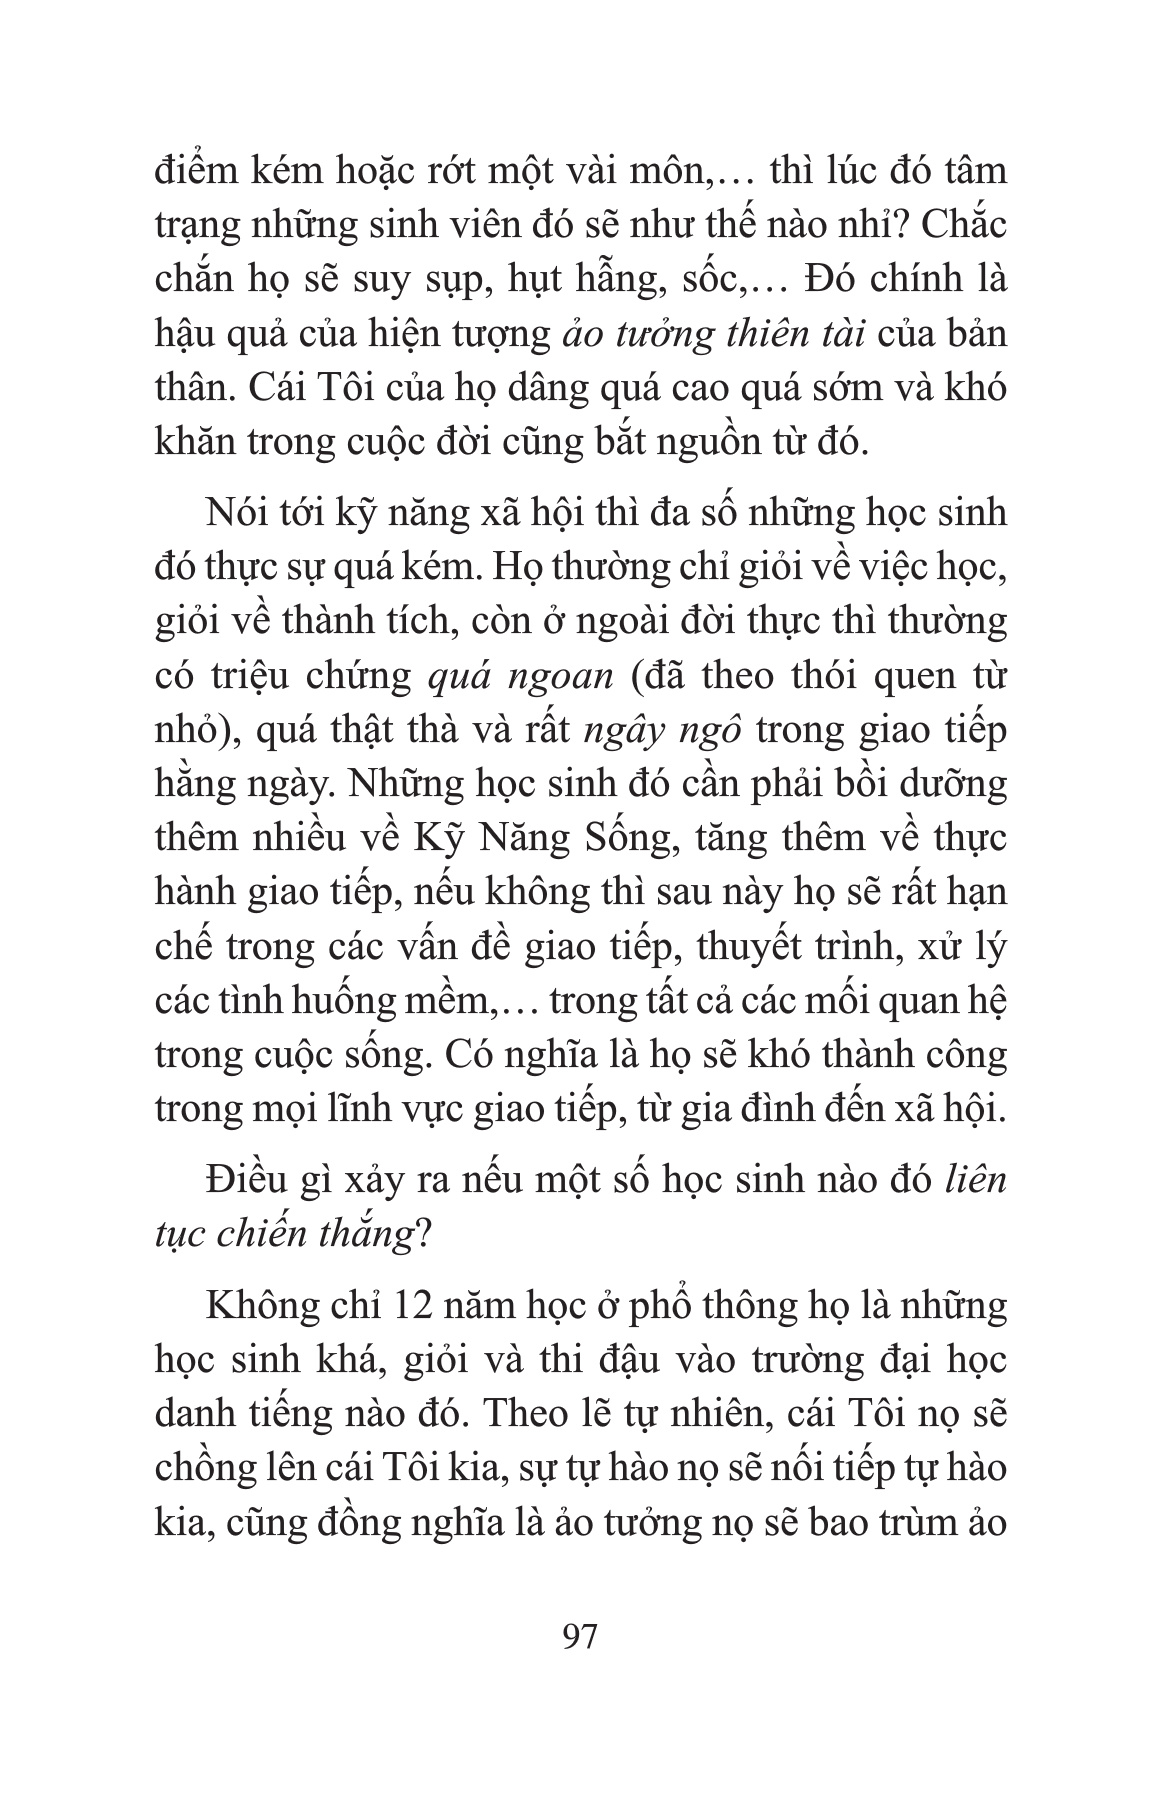 điểm kém hoặc rớt một vài môn,… thì lúc đó tâm
trạng những sinh viên đó sẽ như thế nào nhỉ? Chắc
chắn họ sẽ suy sụp, hụt hẫng, sốc,… Đó chính là
hậu quả của hiện tượng ảo tưởng thiên tài của bản
thân. Cái Tôi của họ dâng quá cao quá sớm và khó
khăn trong cuộc đời cũng bắt nguồn từ đó.
Nói tới kỹ năng xã hội thì đa số những học sinh
đó thực sự quá kém. Họ thường chỉ giỏi về việc học,
giỏi về thành tích, còn ở ngoài đời thực thì thường
có triệu chứng quá ngoan (đã theo thói quen từ
nhỏ), quá thật thà và rất ngây ngô trong giao tiếp
hằng ngày. Những học sinh đó cần phải bồi dưỡng
thêm nhiều về Kỹ Năng Sống, tăng thêm về thực
hành giao tiếp, nếu không thì sau này họ sẽ rất hạn
chế trong các vấn đề giao tiếp, thuyết trình, xử lý
các tình huống mềm,… trong tất cả các mối quan hệ
trong cuộc sống. Có nghĩa là họ sẽ khó thành công
trong mọi lĩnh vực giao tiếp, từ gia đình đến xã hội.
Điều gì xảy ra nếu một số học sinh nào đó liên
tục chiến thắng?
Không chỉ 12 năm học ở phổ thông họ là những
học sinh khá, giỏi và thi đậu vào trường đại học
danh tiếng nào đó. Theo lẽ tự nhiên, cái Tôi nọ sẽ
chồng lên cái Tôi kia, sự tự hào nọ sẽ nối tiếp tự hào
kia, cũng đồng nghĩa là ảo tưởng nọ sẽ bao trùm ảo
97